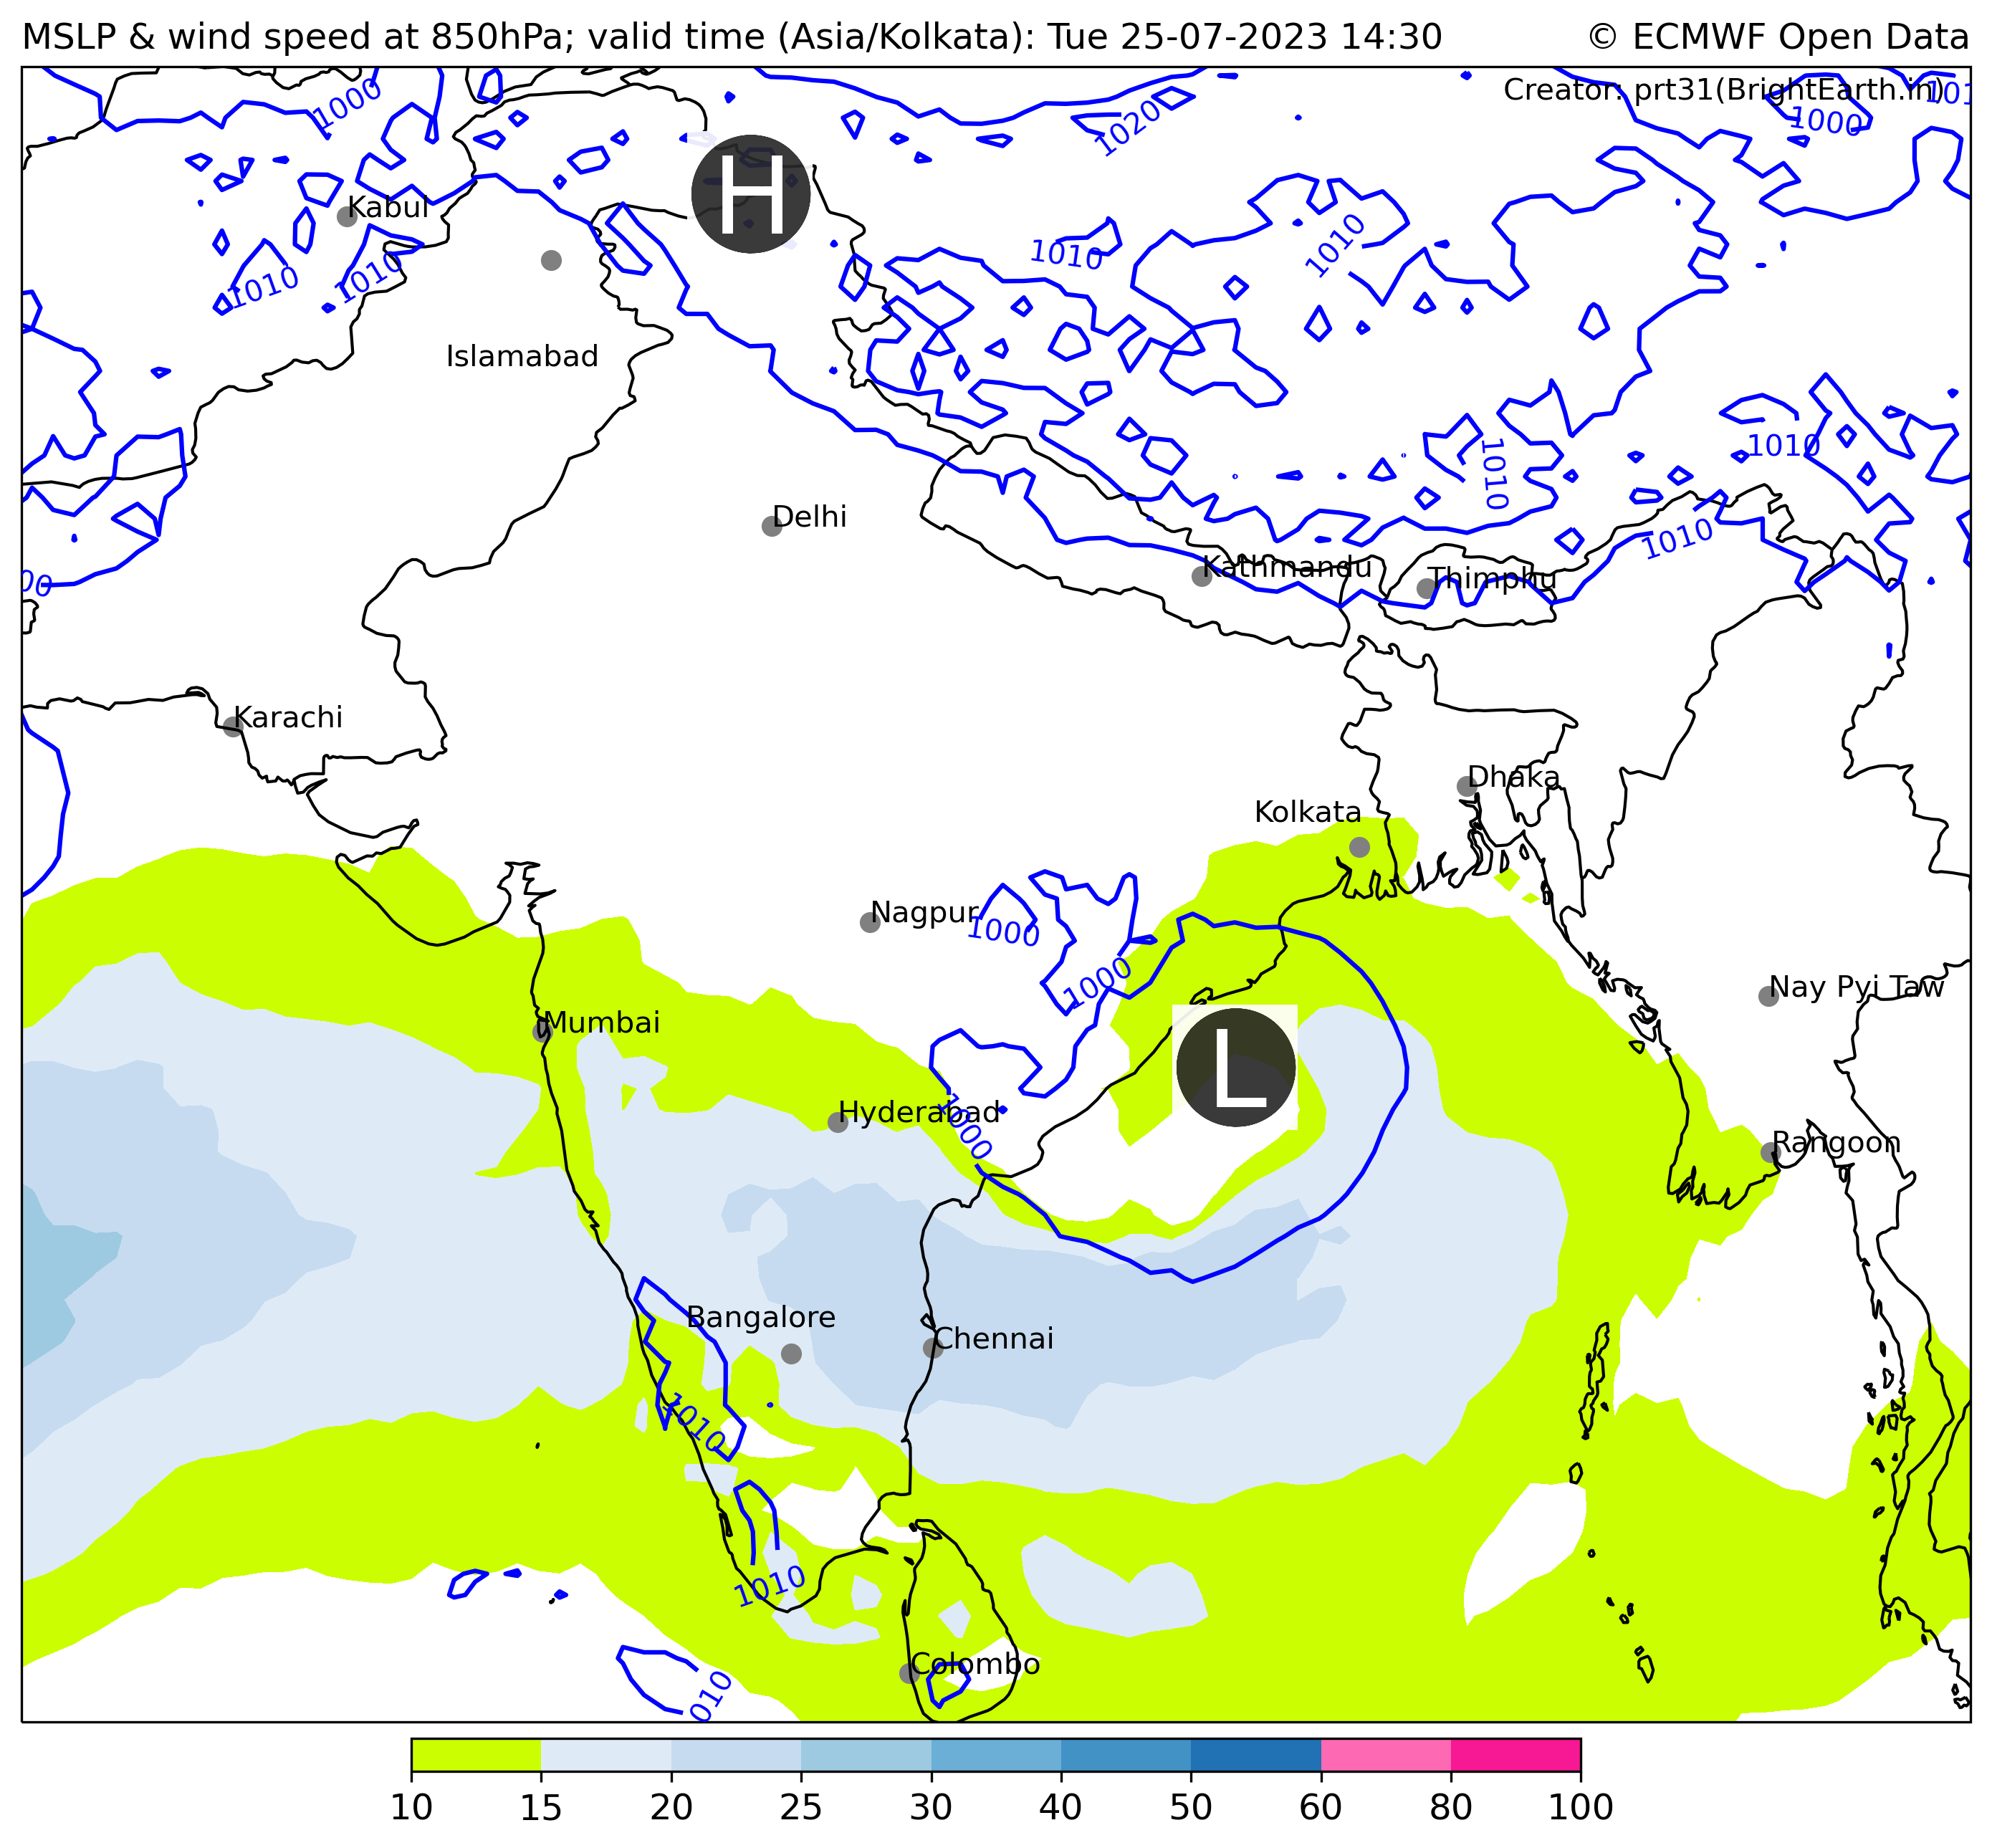 MSLP & wind speed at 850hPa; valid time (Asia/Kolkata): Tue 25-07-2023 14:30
© ECMWF Open Data
Creator: prt31(BrightEarth.in)
1000
1020
1000
101
H
Kabul
1010
1010
1010
1010
Islamabad
1010
1010
Delhi
1010
Kathmandu
Thimphu
00
Karachi
Dhaka
Kolkata
Nagpur
1000
1000
Nay Pyi Taw
Mumbai
L
Hyderabad
1000
Rangoon
Bangalore
Chennai
1010
1010
Colombo
010
10 15 20 25 30 40 50 60 80 100